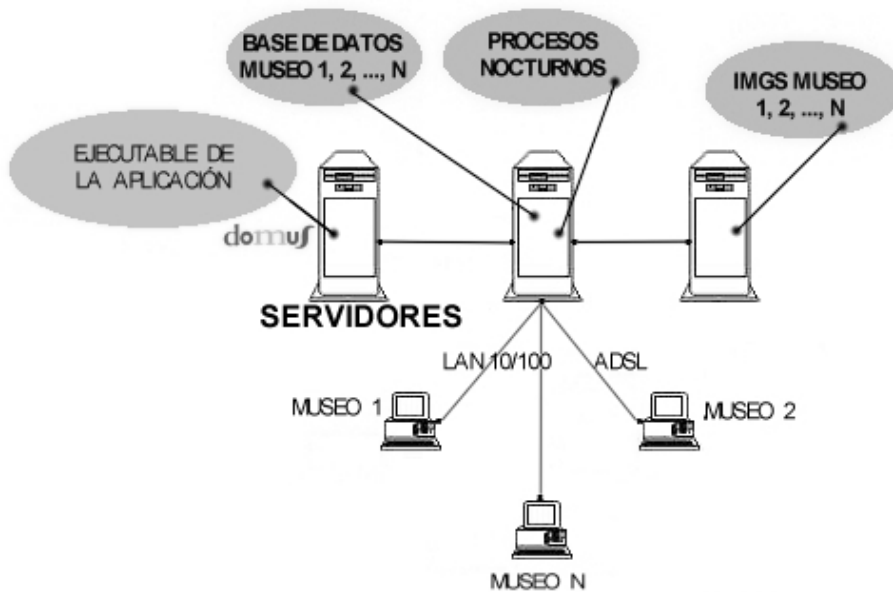 BASE DE DATOS
MUSEO 1, 2, ..., N
PROCESOS
NOCTURNOS
IMGS MUSEO
1, 2, ..., N
EJECUTABLE DE
LA APLICACIÓN
domus
SERVIDORES
LAN 10/100
ADSL
MUSEO 1
MUSEO 2
MUSEO N